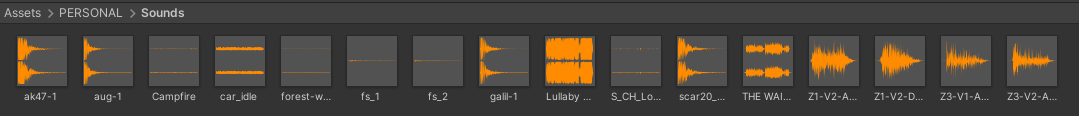 Assets > PERSONAL > Sounds
ak47-1 aug-1 Campfire car_idle forest-w... fs_1 fs_2 galil-1 Lullaby ... S_CH_Lo... scar20_... THE WAI... Z1-V2-A... Z1-V2-D... Z3-V1-A... Z3-V2-A...